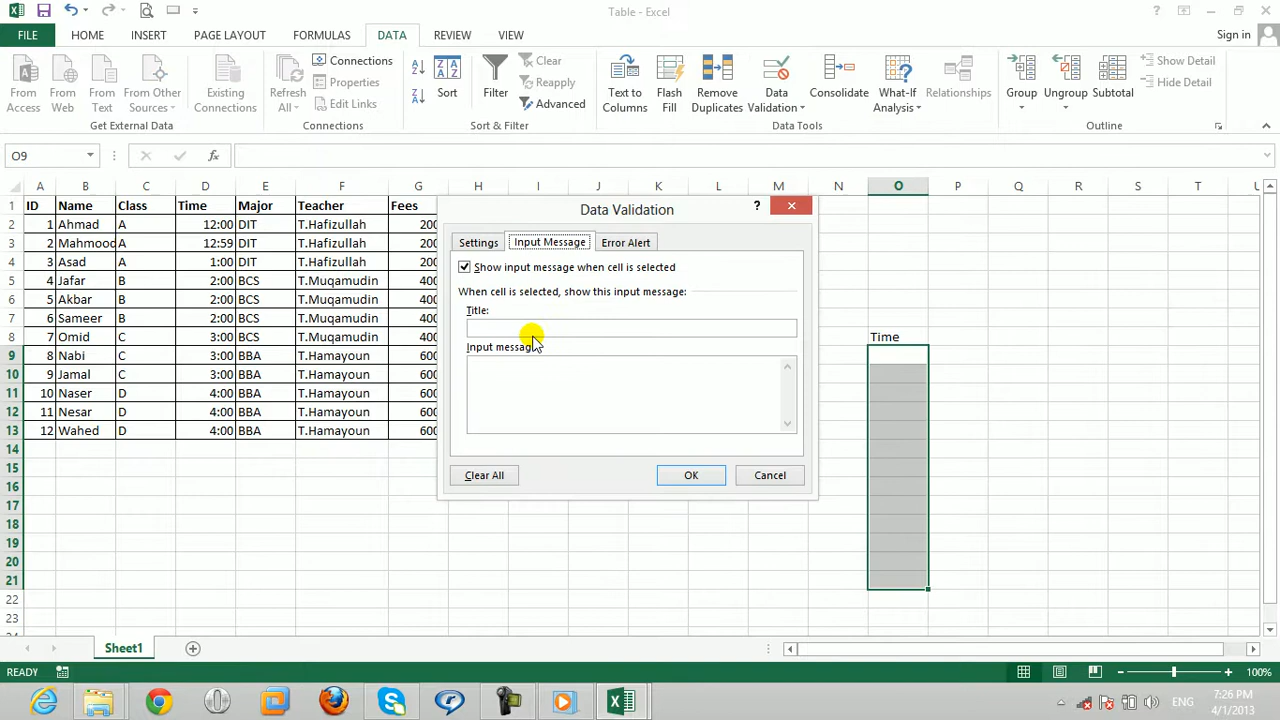 Table - Excel
? 
FILE HOME INSERT PAGE LAYOUT FORMULAS DATA REVIEW VIEW Sign in
From Access
From Web
From Text
From Other Sources
Existing Connections
Get External Data
Refresh All
Connections
Properties
Edit Links
Connections
A Z
Z A
Sort
Filter
Clear
Reapply
Advanced
Sort & Filter
Text to Columns
Flash Fill
Remove Duplicates
Data Validation
Consolidate
What-If Analysis
Relationships
Data Tools
Group
Ungroup
Subtotal
Show Detail
Hide Detail
Outline
O9 fx
A B C D E F G H I J K L M N O P Q R S T U
1 ID Name Class Time Major Teacher Fees
2 1 Ahmad A 12:00 DIT T.Hafizullah 200
3 2 Mahmood A 12:59 DIT T.Hafizullah 200
4 3 Asad A 1:00 DIT T.Hafizullah 200
5 4 Jafar B 2:00 BCS T.Muqamudin 400
6 5 Akbar B 2:00 BCS T.Muqamudin 400
7 6 Sameer B 2:00 BCS T.Muqamudin 400
8 7 Omid C 3:00 BCS T.Muqamudin 400 Time
9 8 Nabi C 3:00 BBA T.Hamayoun 600
10 9 Jamal C 3:00 BBA T.Hamayoun 600
11 10 Naser D 4:00 BBA T.Hamayoun 600
12 11 Nesar D 4:00 BBA T.Hamayoun 600
13 12 Wahed D 4:00 BBA T.Hamayoun 600
14
15
16
17
18
19
20
21
22
23
Data Validation ?
Settings Input Message Error Alert
Show input message when cell is selected
When cell is selected, show this input message:
Title:
Input message
Clear All OK Cancel
Sheet1
READY 100%
ENG 7:26 PM
4/1/2013